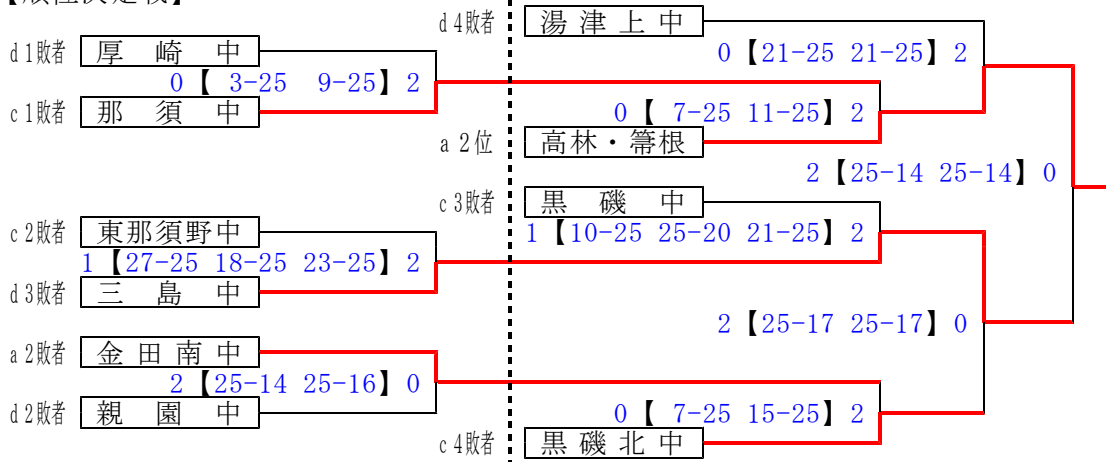 【順位決定戦】
d4敗者 湯津上中
d1敗者 厚崎中
0【21-25 21-25】2
0【 3-25 9-25】2
c1敗者 那須中
0【 7-25 11-25】2
a2位 高林・箒根
2【25-14 25-14】0
c3敗者 黒磯中
c2敗者 東那須野中
1【10-25 25-20 21-25】2
1【27-25 18-25 23-25】2
d3敗者 三島中
2【25-17 25-17】0
a2敗者 金田南中
2【25-14 25-16】0
d2敗者 親園中
0【 7-25 15-25】2
c4敗者 黒磯北中